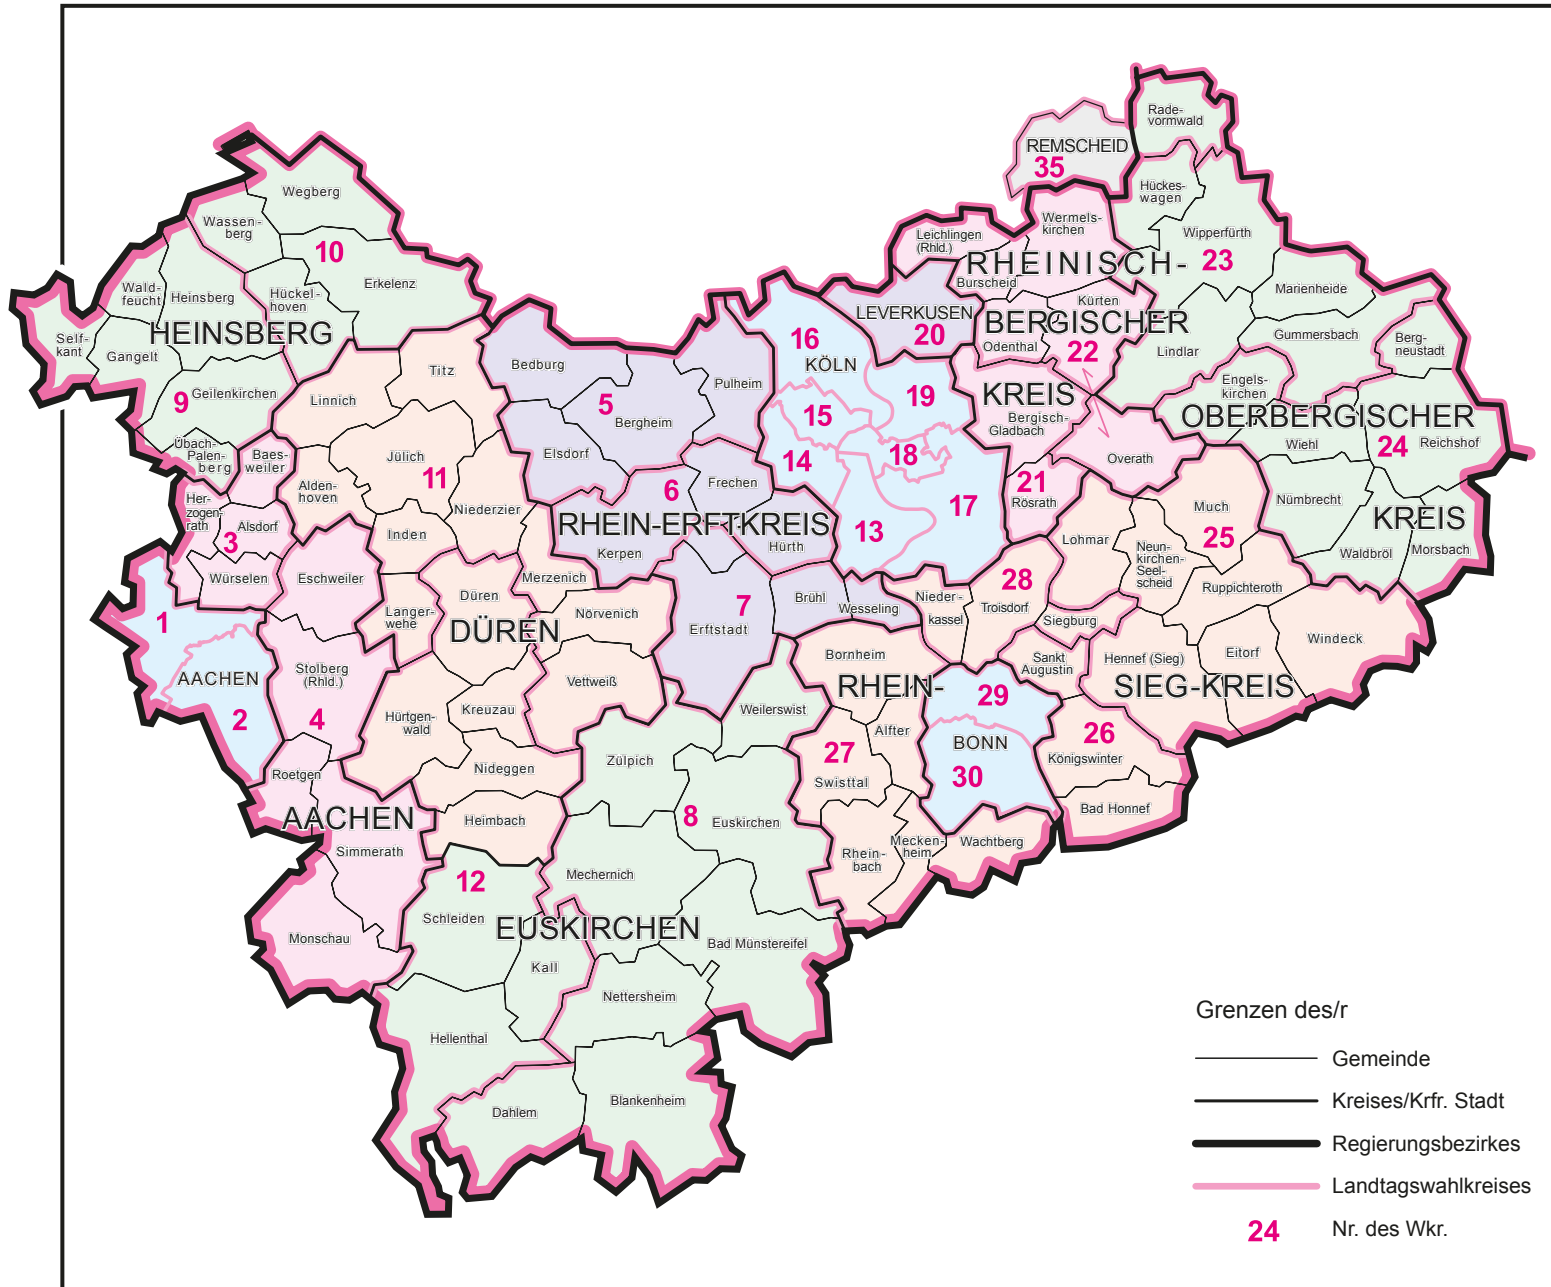 Rade-
vormwald
REMSCHEID
35
Hückes-
wagen
Wegberg
Wassen-
berg
10
Wermels-
kirchen
Leichlingen
(Rhld.)
Wipperfürth
23
RHEINISCH-
Burscheid
Erkelenz
Wald-
feucht
Heinsberg
Hückel-
hoven
HEINSBERG
Self-
kant
Gangelt
Marienheide
Kürten
LEVERKUSEN
20
BERGISCHER
Odenthal
22
Lindlar
Gummersbach
Berg-
neustadt
16
KÖLN
Bedburg
Titz
Pulheim
9
Geilenkirchen
Linnich
5
Bergheim
15
19
KREIS
Bergisch-
Gladbach
Engels-
kirchen
OBERBERGISCHER
Wiehl
24
Reichshof
Übach-
Palen-
berg
Baes-
weiler
Jülich
11
Elsdorf
14
18
Overath
Alden-
hoven
6
Frechen
21
Rösrath
Her-
zogen-
rath
Alsdorf
3
Niederzier
RHEIN-ERFTKREIS
Kerpen
Hürth
13
17
Much
25
Nümbrecht
KREIS
Waldbröl
Morsbach
Inden
Lohmar
Neun-
kirchen-
Seel-
scheid
Würselen
Eschweiler
Merzenich
Ruppichteroth
1
Langer-
wehe
Düren
DÜREN
Nörvenich
7
Erftstadt
Brühl
Wesseling
Nieder-
kassel
28
Troisdorf
Siegburg
Windeck
AACHEN
2
Stolberg
(Rhld.)
4
Vettweiß
Bornheim
RHEIN-
Sankt
Augustin
Hennef (Sieg)
Eitorf
SIEG-KREIS
29
Hürtgen-
wald
Kreuzau
Weilerswist
Alfter
BONN
30
26
Königswinter
27
Swisttal
Roetgen
Nideggen
Zülpich
AACHEN
Heimbach
8
Euskirchen
Bad Honnef
Simmerath
Rhein-
bach
Mecken-
heim
Wachtberg
12
Schleiden
Mechernich
EUSKIRCHEN
Monschau
Bad Münstereifel
Kall
Nettersheim
Hellenthal
Dahlem
Blankenheim
Grenzen des/r
Gemeinde
Kreises/Krfr. Stadt
Regierungsbezirkes
Landtagswahlkreises
24 Nr. des Wkr.